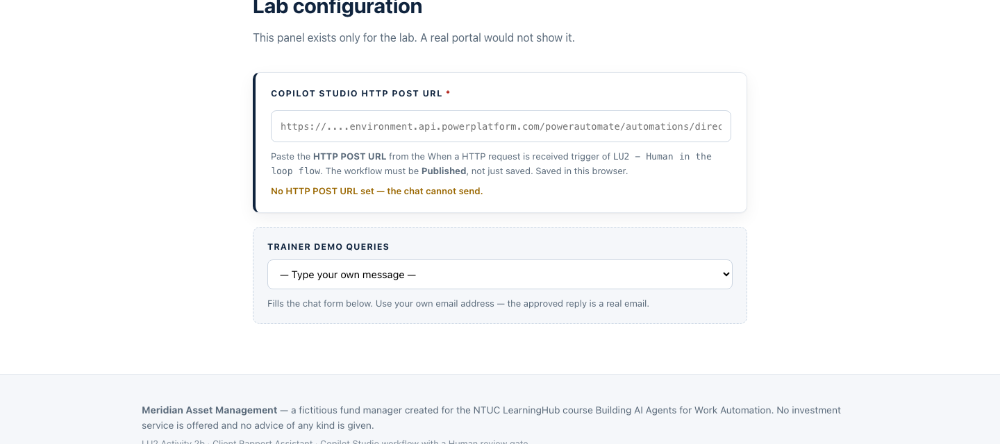 Lab configuration
This panel exists only for the lab. A real portal would not show it.
COPILOT STUDIO HTTP POST URL *
https://....environment.api.powerplatform.com/powerautomate/automations/direc
Paste the HTTP POST URL from the When a HTTP request is received trigger of LU2 – Human in the
loop flow. The workflow must be Published, not just saved. Saved in this browser.
No HTTP POST URL set — the chat cannot send.
TRAINER DEMO QUERIES
— Type your own message —
Fills the chat form below. Use your own email address — the approved reply is a real email.
Meridian Asset Management — a fictitious fund manager created for the NTUC LearningHub course Building AI Agents for Work Automation. No investment
service is offered and no advice of any kind is given.
LU2 Activity 2b · Client Rapport Assistant · Copilot Studio workflow with a Human review gate